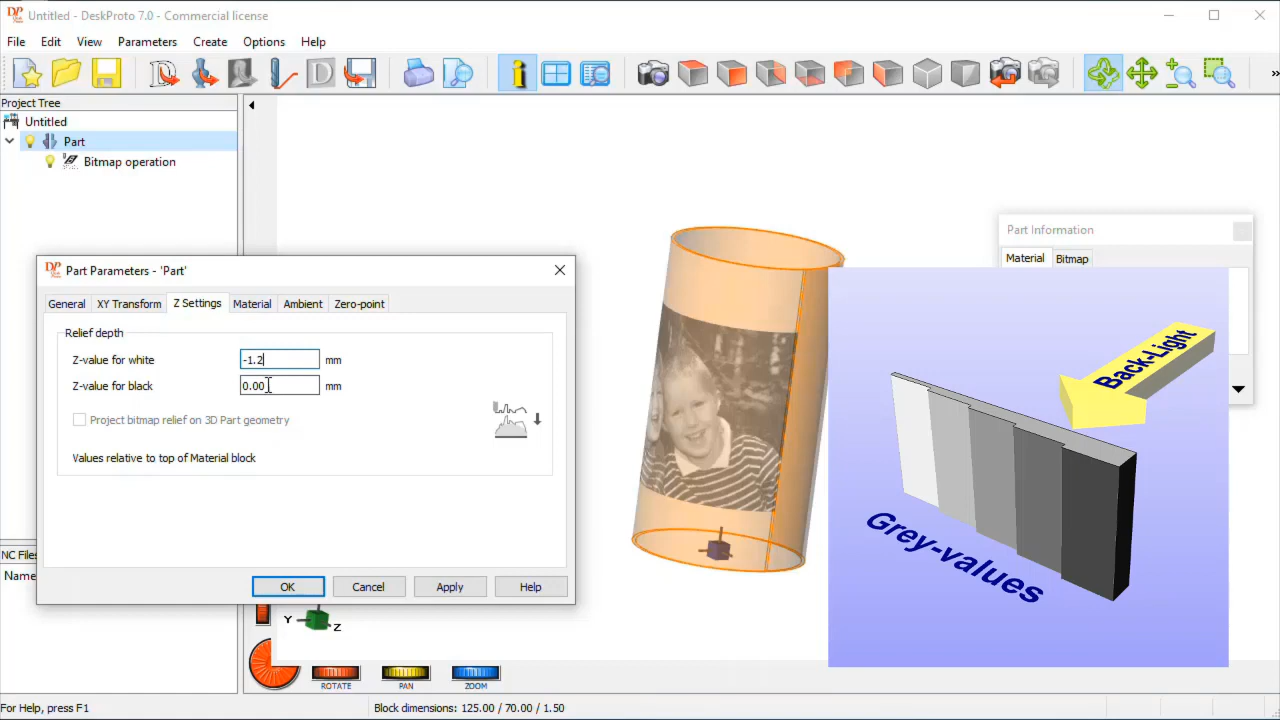 Untitled - DeskProto 7.0 - Commercial license
File Edit View Parameters Create Options Help
Project Tree
Untitled
Part
Bitmap operation
Part Information
Material Bitmap
Part Parameters - 'Part'
General XY Transform Z Settings Material Ambient Zero-point
Relief depth
Z-value for white -1.2 mm
Z-value for black 0.00 mm
Project bitmap relief on 3D Part geometry
Values relative to top of Material block
OK Cancel Apply Help
Back-Light
Grey-values
NC Files
Name
Y Z
ROTATE PAN ZOOM
For Help, press F1 Block dimensions: 125.00 / 70.00 / 1.50